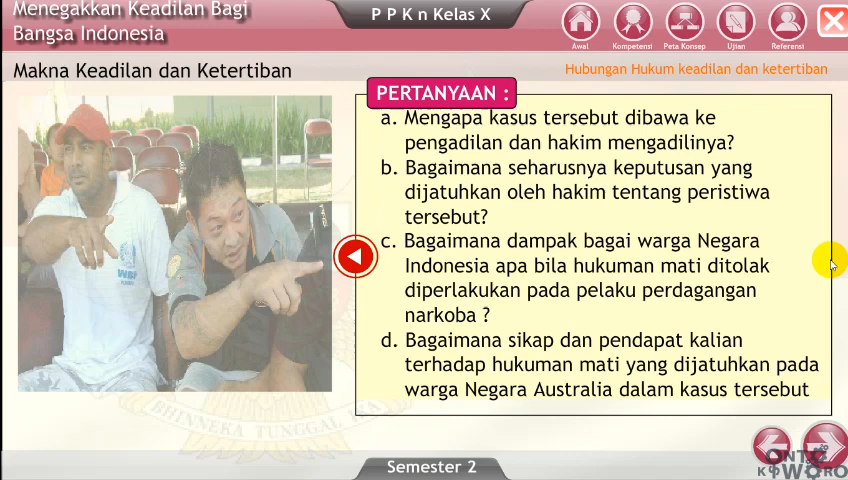 Menegakkan Keadilan Bagi
Bangsa Indonesia
P P K n Kelas X
Awal
Kompetensi
Peta Konsep
Ujian
Referensi
Makna Keadilan dan Ketertiban
Hubungan Hukum keadilan dan ketertiban
PERTANYAAN :
a. Mengapa kasus tersebut dibawa ke
pengadilan dan hakim mengadilinya?
b. Bagaimana seharusnya keputusan yang
dijatuhkan oleh hakim tentang peristiwa
tersebut?
c. Bagaimana dampak bagai warga Negara
Indonesia apa bila hukuman mati ditolak
diperlakukan pada pelaku perdagangan
narkoba ?
d. Bagaimana sikap dan pendapat kalian
terhadap hukuman mati yang dijatuhkan pada
warga Negara Australia dalam kasus tersebut
BHINNEKA TUNGGAL IKA
Semester 2